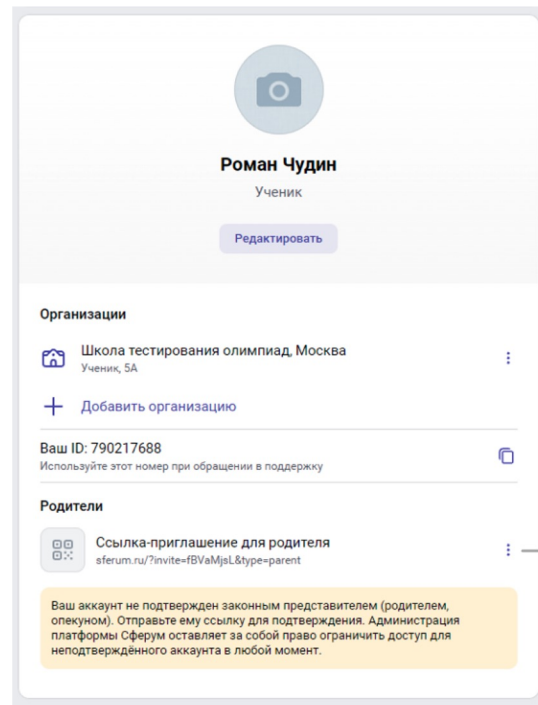 Роман Чудин
Ученик
Редактировать
Организации
Школа тестирования олимпиад, Москва
Ученик, 5А
Добавить организацию
Ваш ID: 790217688
Используйте этот номер при обращении в поддержку
Родители
Ссылка-приглашение для родителя
sferum.ru/?invite=fBVaMjsL&type=parent
Ваш аккаунт не подтвержден законным представителем (родителем,
опекуном). Отправьте ему ссылку для подтверждения. Администрация
платформы Сферум оставляет за собой право ограничить доступ для
неподтверждённого аккаунта в любой момент.